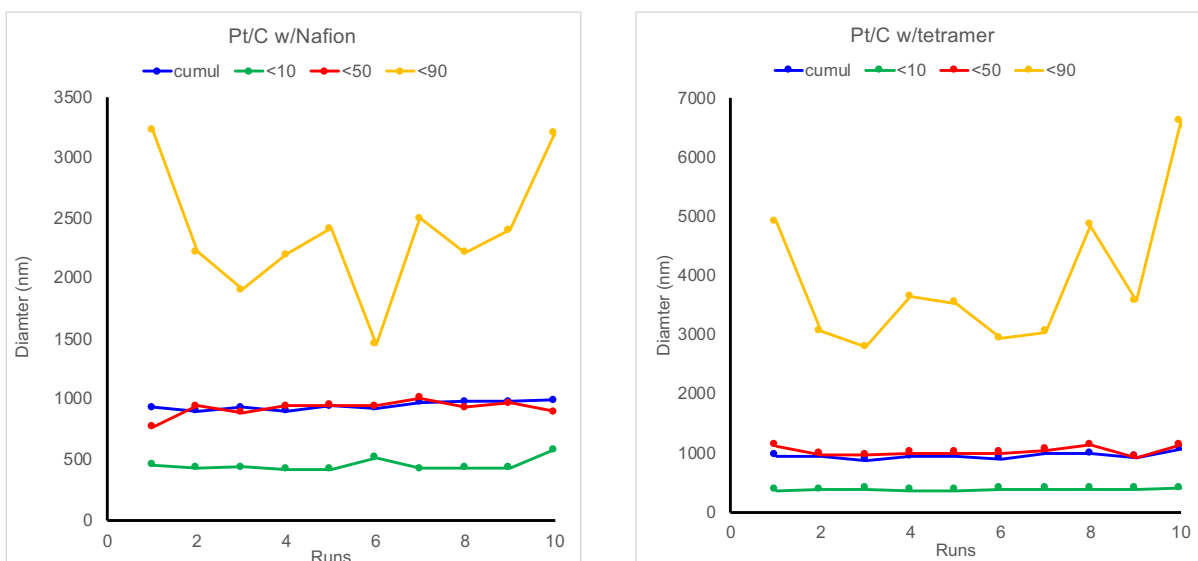 Pt/C w/Nafion
cumul <10 <50 <90
3500
3000
2500
2000
1500
1000
500
0
Diamter (nm)
0 2 4 6 8 10
Runs
Pt/C w/tetramer
cumul <10 <50 <90
7000
6000
5000
4000
3000
2000
1000
0
Diamter (nm)
0 2 4 6 8 10
Runs